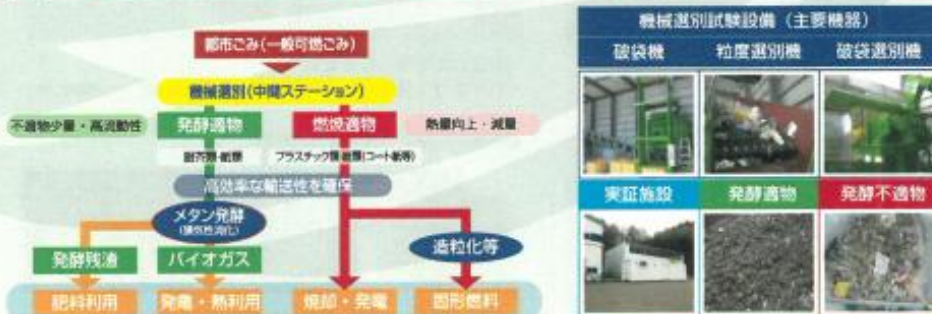 都市ごみ(一般可燃ごみ)
機械選別(中間ステーション)
不適物少量・高流動性
発酵適物
燃焼適物
熱量向上・減量
厨芥類・紙類
プラスチック類・紙類(コート紙等)
高効率な輸送性を確保
メタン発酵
(嫌気性消化)
造粒化等
発酵残渣
バイオガス
肥料利用
発電・熱利用
焼却・発電
固形燃料
機械選別試験設備(主要機器)
破袋機
粒度選別機
破袋選別機
実証施設
発酵適物
発酵不適物